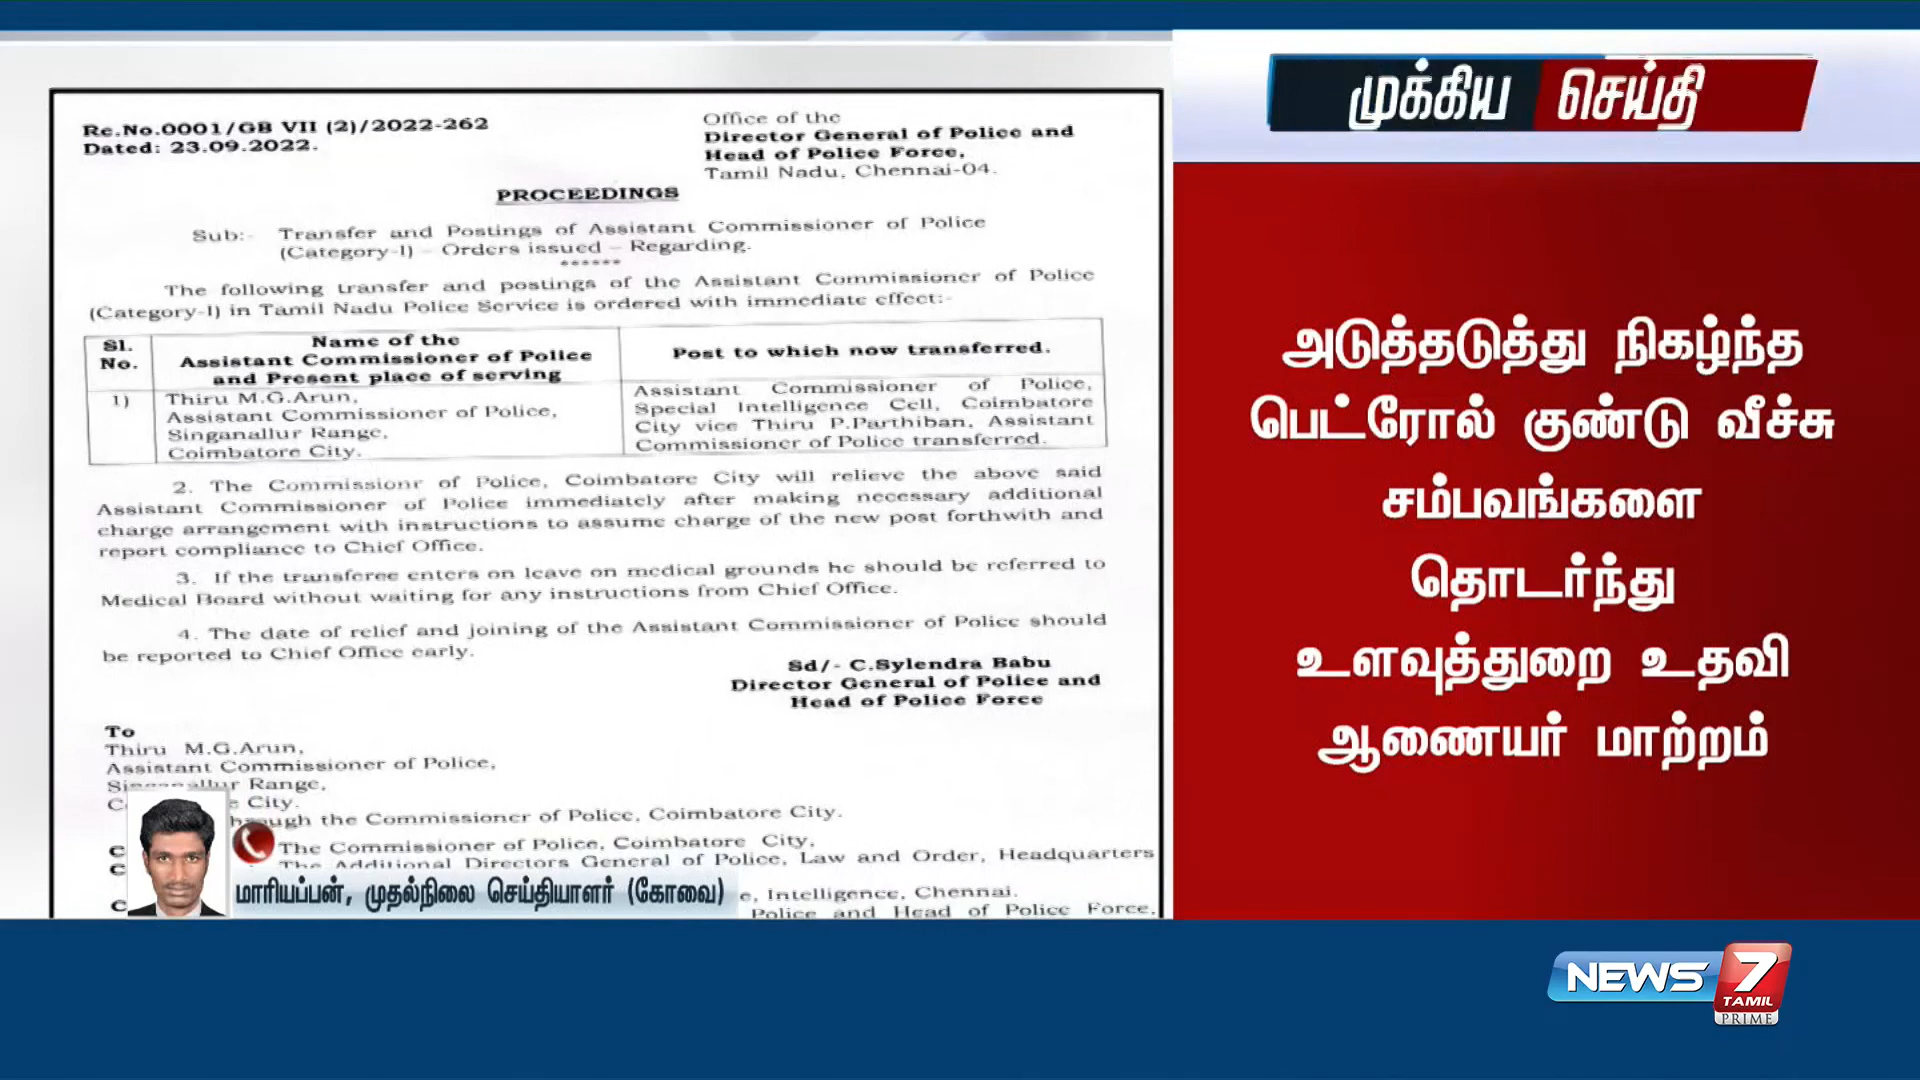 Rc.No.0001/GB VII (2)/2022-262
Dated: 23.09.2022.
Office of the
Director General of Police and
Head of Police Force,
Tamil Nadu, Chennai-04.
PROCEEDINGS
Sub:- Transfer and Postings of Assistant Commissioner of Police
(Category-I) – Orders issued – Regarding.
******
The following transfer and postings of the Assistant Commissioner of Police
(Category-I) in Tamil Nadu Police Service is ordered with immediate effect:-
Sl. No.
Name of the
Assistant Commissioner of Police
and Present place of serving
Post to which now transferred.
1)
Thiru M.G.Arun,
Assistant Commissioner of Police,
Singanallur Range,
Coimbatore City.
Assistant Commissioner of Police,
Special Intelligence Cell, Coimbatore
City vice Thiru P.Parthiban, Assistant
Commissioner of Police transferred.
2. The Commissionr of Police, Coimbatore City will relieve the above said
Assistant Commissioner of Police immediately after making necessary additional
charge arrangement with instructions to assume charge of the new post forthwith and
report compliance to Chief Office.
3. If the transferee enters on leave on medical grounds he should be referred to
Medical Board without waiting for any instructions from Chief Office.
4. The date of relief and joining of the Assistant Commissioner of Police should
be reported to Chief Office early.
Sd/- C.Sylendra Babu
Director General of Police and
Head of Police Force
To
Thiru M.G.Arun,
Assistant Commissioner of Police,
Range,
City.
the Commissioner of Police, Coimbatore City.
The Commissioner of Police, Coimbatore City,
The Additional Directors General of Police, Law and Order, Headquarters
Intelligence, Chennai.
Police and Head of Police Force,
மாரியப்பன், முதல்நிலை செய்தியாளர் (கோவை)
முக்கிய செய்தி
அடுத்தடுத்து நிகழ்ந்த
பெட்ரோல் குண்டு வீச்சு
சம்பவங்களை
தொடர்ந்து
உளவுத்துறை உதவி
ஆணையர் மாற்றம்
NEWS 7
TAMIL
PRIME